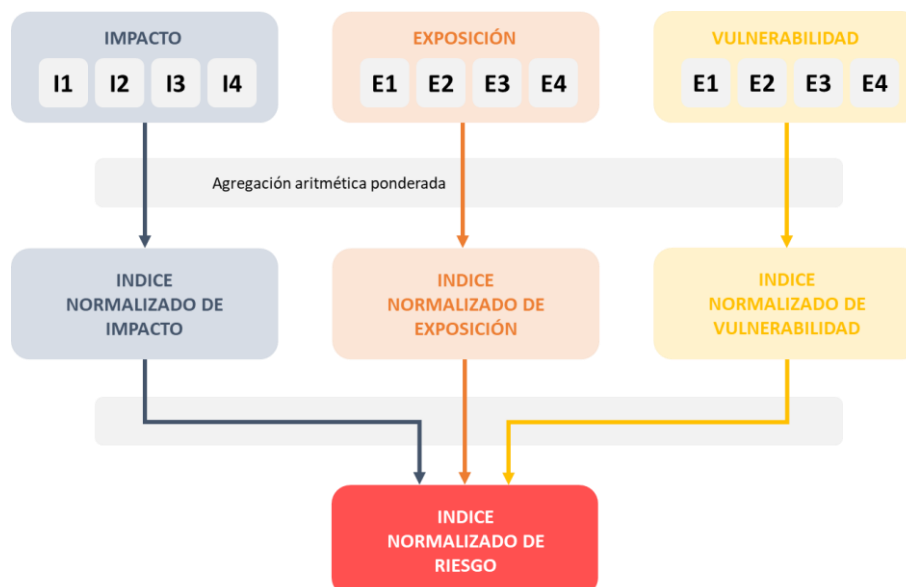 IMPACTO
I1 I2 I3 I4
EXPOSICIÓN
E1 E2 E3 E4
VULNERABILIDAD
E1 E2 E3 E4
Agregación aritmética ponderada
INDICE
NORMALIZADO DE
IMPACTO
INDICE
NORMALIZADO DE
EXPOSICIÓN
INDICE
NORMALIZADO DE
VULNERABILIDAD
INDICE
NORMALIZADO DE
RIESGO